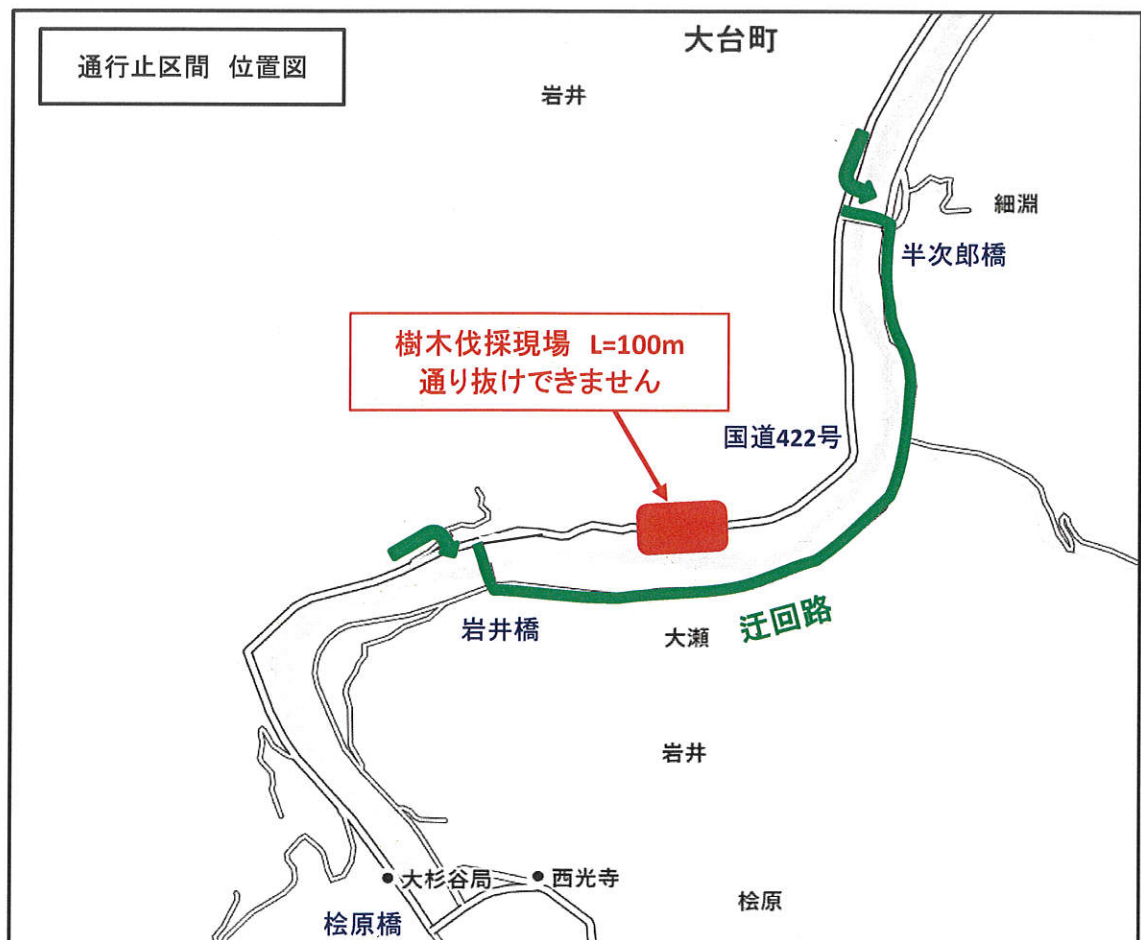 通行止区間 位置図
大台町
岩井
細淵
半次郎橋
樹木伐採現場 L=100m
通り抜けできません
国道422号
岩井橋
大瀬
迂回路
岩井
大杉谷局
西光寺
桧原
桧原橋